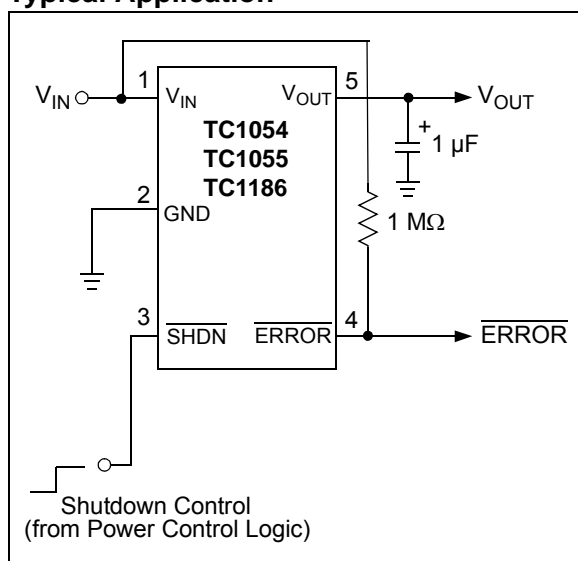 Typical Application
1
5
V_IN
V_IN
V_OUT
V_OUT
TC1054
TC1055
TC1186
+
1 µF
2
GND
1 MΩ
3
4
SHDN
ERROR
ERROR
Shutdown Control
(from Power Control Logic)